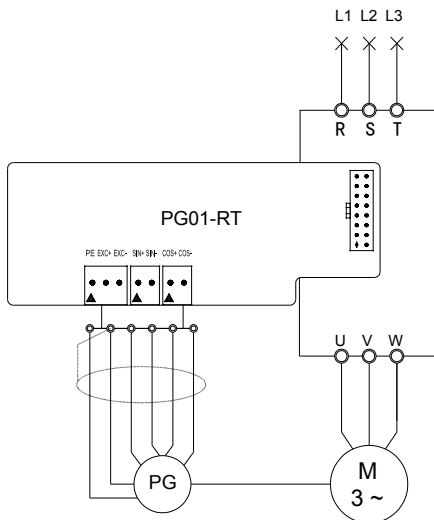 L1 L2 L3
R S T
PG01-RT
PE EXC+ EXC- SIN+ SIN- COS+ COS-
U V W
PG
M
3 ~